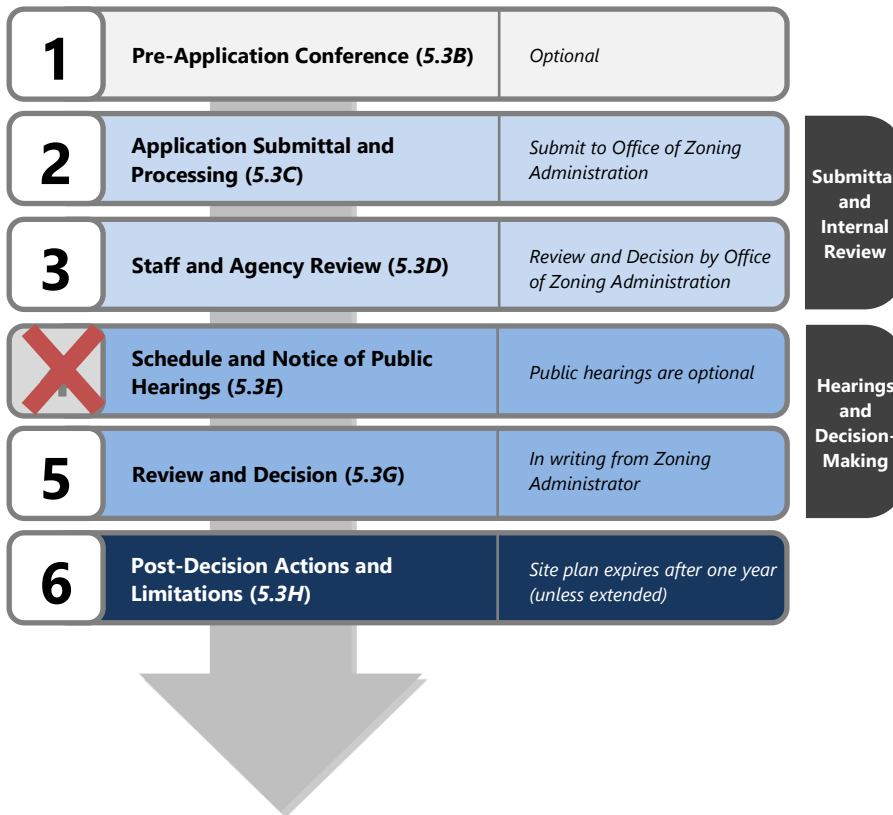 1
Pre-Application Conference (5.3B)
Optional
2
Application Submittal and
Processing (5.3C)
Submit to Office of Zoning
Administration
3
Staff and Agency Review (5.3D)
Review and Decision by Office
of Zoning Administration
Submitta
and
Internal
Review
Schedule and Notice of Public
Hearings (5.3E)
Public hearings are optional
5
Review and Decision (5.3G)
In writing from Zoning
Administrator
Hearings
and
Decision-
Making
6
Post-Decision Actions and
Limitations (5.3H)
Site plan expires after one year
(unless extended)